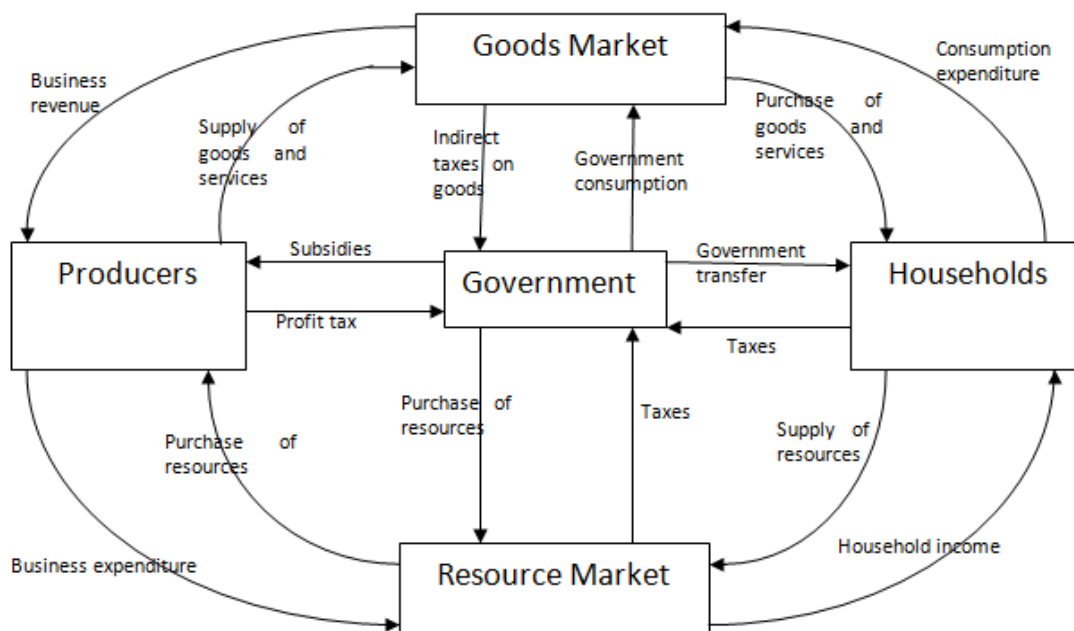 Goods Market
Business
revenue
Consumption
expenditure
Supply of
goods and
services
Indirect
taxes on
goods
Government
consumption
Purchase of
goods and
services
Producers
Subsidies
Profit tax
Government
Government
transfer
Taxes
Households
Purchase of
resources
Purchase of
resources
Taxes
Supply of
resources
Business expenditure
Resource Market
Household income